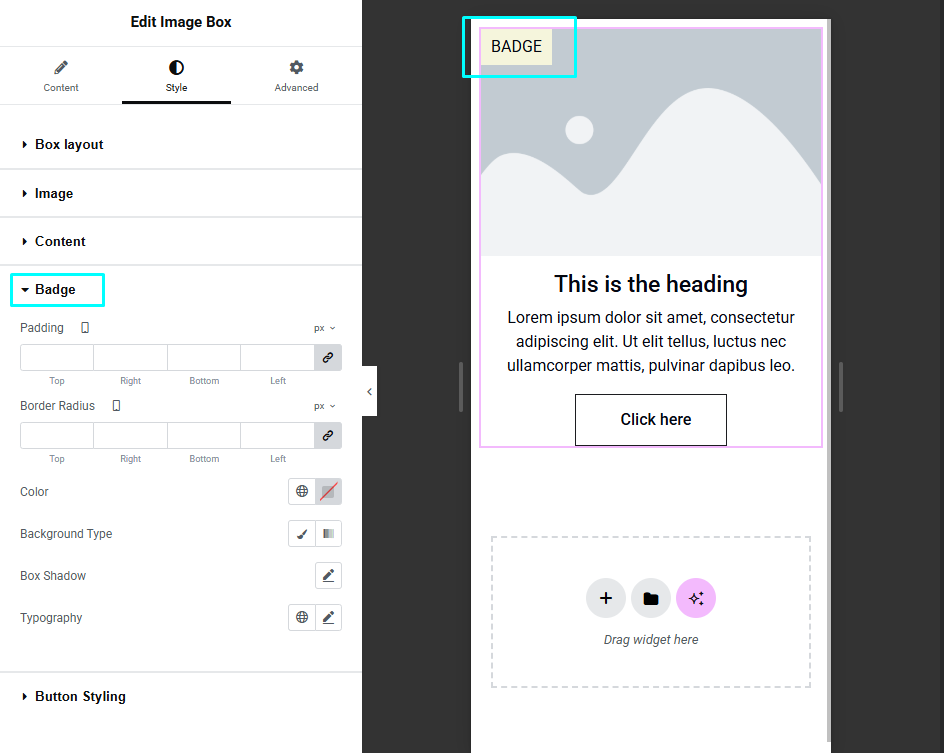 Edit Image Box
Content
Style
Advanced
Box layout
Image
Content
Badge
Padding
px
Top
Right
Bottom
Left
Border Radius
px
Top
Right
Bottom
Left
Color
Background Type
Box Shadow
Typography
Button Styling
BADGE
This is the heading
Lorem ipsum dolor sit amet, consectetur
adipiscing elit. Ut elit tellus, luctus nec
ullamcorper mattis, pulvinar dapibus leo.
Click here
Drag widget here